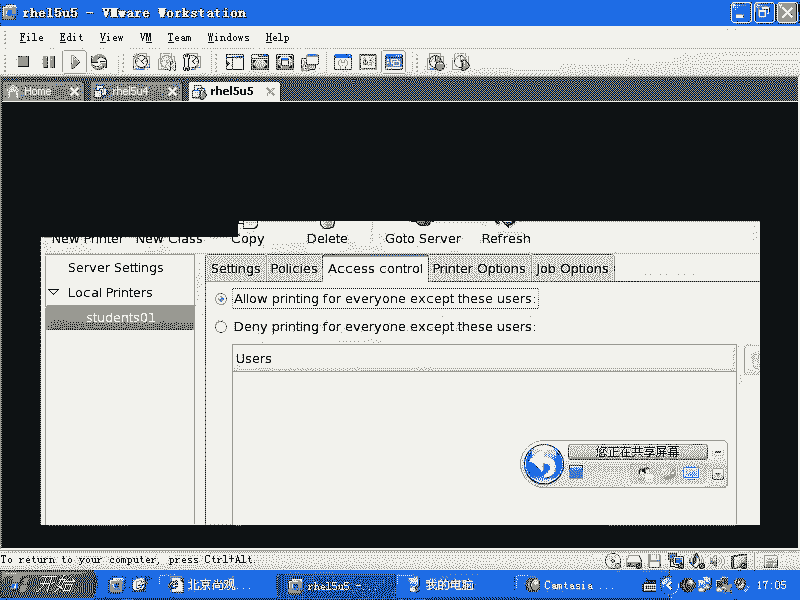 rhel5u5 - VMware Workstation
File Edit View VM Team Windows Help
Home rhel5u4 rhel5u5
New Printer New Class Copy Delete Goto Server Refresh
Server Settings
Local Printers
students01
Settings Policies Access control Printer Options Job Options
Allow printing for everyone except these users:
Deny printing for everyone except these users:
Users
您正在共享屏幕
To return to your computer, press Ctrl+Alt.
开始 北京尚观... rhel5u5 - 我的电脑 Camtasia ... 17:05